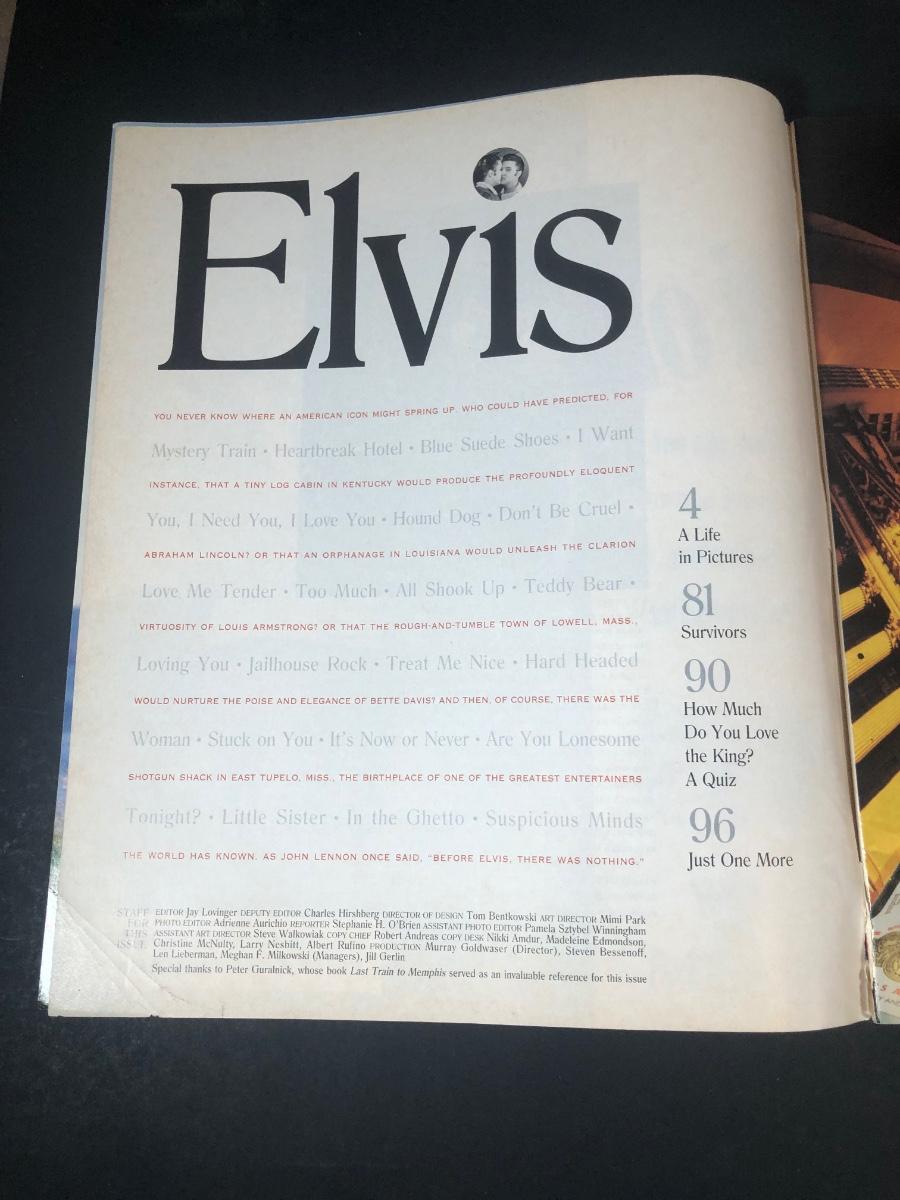 Elvis
YOU NEVER KNOW WHERE AN AMERICAN ICON MIGHT SPRING UP. WHO COULD HAVE PREDICTED, FOR
Mystery Train • Heartbreak Hotel • Blue Suede Shoes • I Want
INSTANCE, THAT A TINY LOG CABIN IN KENTUCKY WOULD PRODUCE THE PROFOUNDLY ELOQUENT
You, I Need You, I Love You • Hound Dog • Don't Be Cruel •
ABRAHAM LINCOLN? OR THAT AN ORPHANAGE IN LOUISIANA WOULD UNLEASH THE CLARION
Love Me Tender • Too Much • All Shook Up • Teddy Bear •
VIRTUOSITY OF LOUIS ARMSTRONG? OR THAT THE ROUGH-AND-TUMBLE TOWN OF LOWELL, MASS.,
Loving You • Jailhouse Rock • Treat Me Nice • Hard Headed
WOULD NURTURE THE POISE AND ELEGANCE OF BETTE DAVIS? AND THEN, OF COURSE, THERE WAS THE
Woman • Stuck on You • It's Now or Never • Are You Lonesome
SHOTGUN SHACK IN EAST TUPELO, MISS., THE BIRTHPLACE OF ONE OF THE GREATEST ENTERTAINERS
Tonight? • Little Sister • In the Ghetto • Suspicious Minds
THE WORLD HAS KNOWN. AS JOHN LENNON ONCE SAID, "BEFORE ELVIS, THERE WAS NOTHING."
4
A Life
in Pictures
81
Survivors
90
How Much
Do You Love
the King?
A Quiz
96
Just One More
STAFF EDITOR Jay Lovinger DEPUTY EDITOR Charles Hirshberg DIRECTOR OF DESIGN Tom Bentkowski ART DIRECTOR Mimi Park
FOR PHOTO EDITOR Adrienne Aurichio REPORTER Stephanie H. O'Brien ASSISTANT PHOTO EDITOR Pamela Sztybel Winningham
THIS ASSISTANT ART DIRECTOR Steve Walkowiak COPY CHIEF Robert Andreas COPY DESK Nikki Amdur, Madeleine Edmondson,
ISSUE Christine McNulty, Larry Nesbitt, Albert Rufino PRODUCTION Murray Goldwaser (Director), Steven Bessenoff,
Len Lieberman, Meghan F. Milkowski (Managers), Jill Gerlin
Special thanks to Peter Guralnick, whose book Last Train to Memphis served as an invaluable reference for this issue